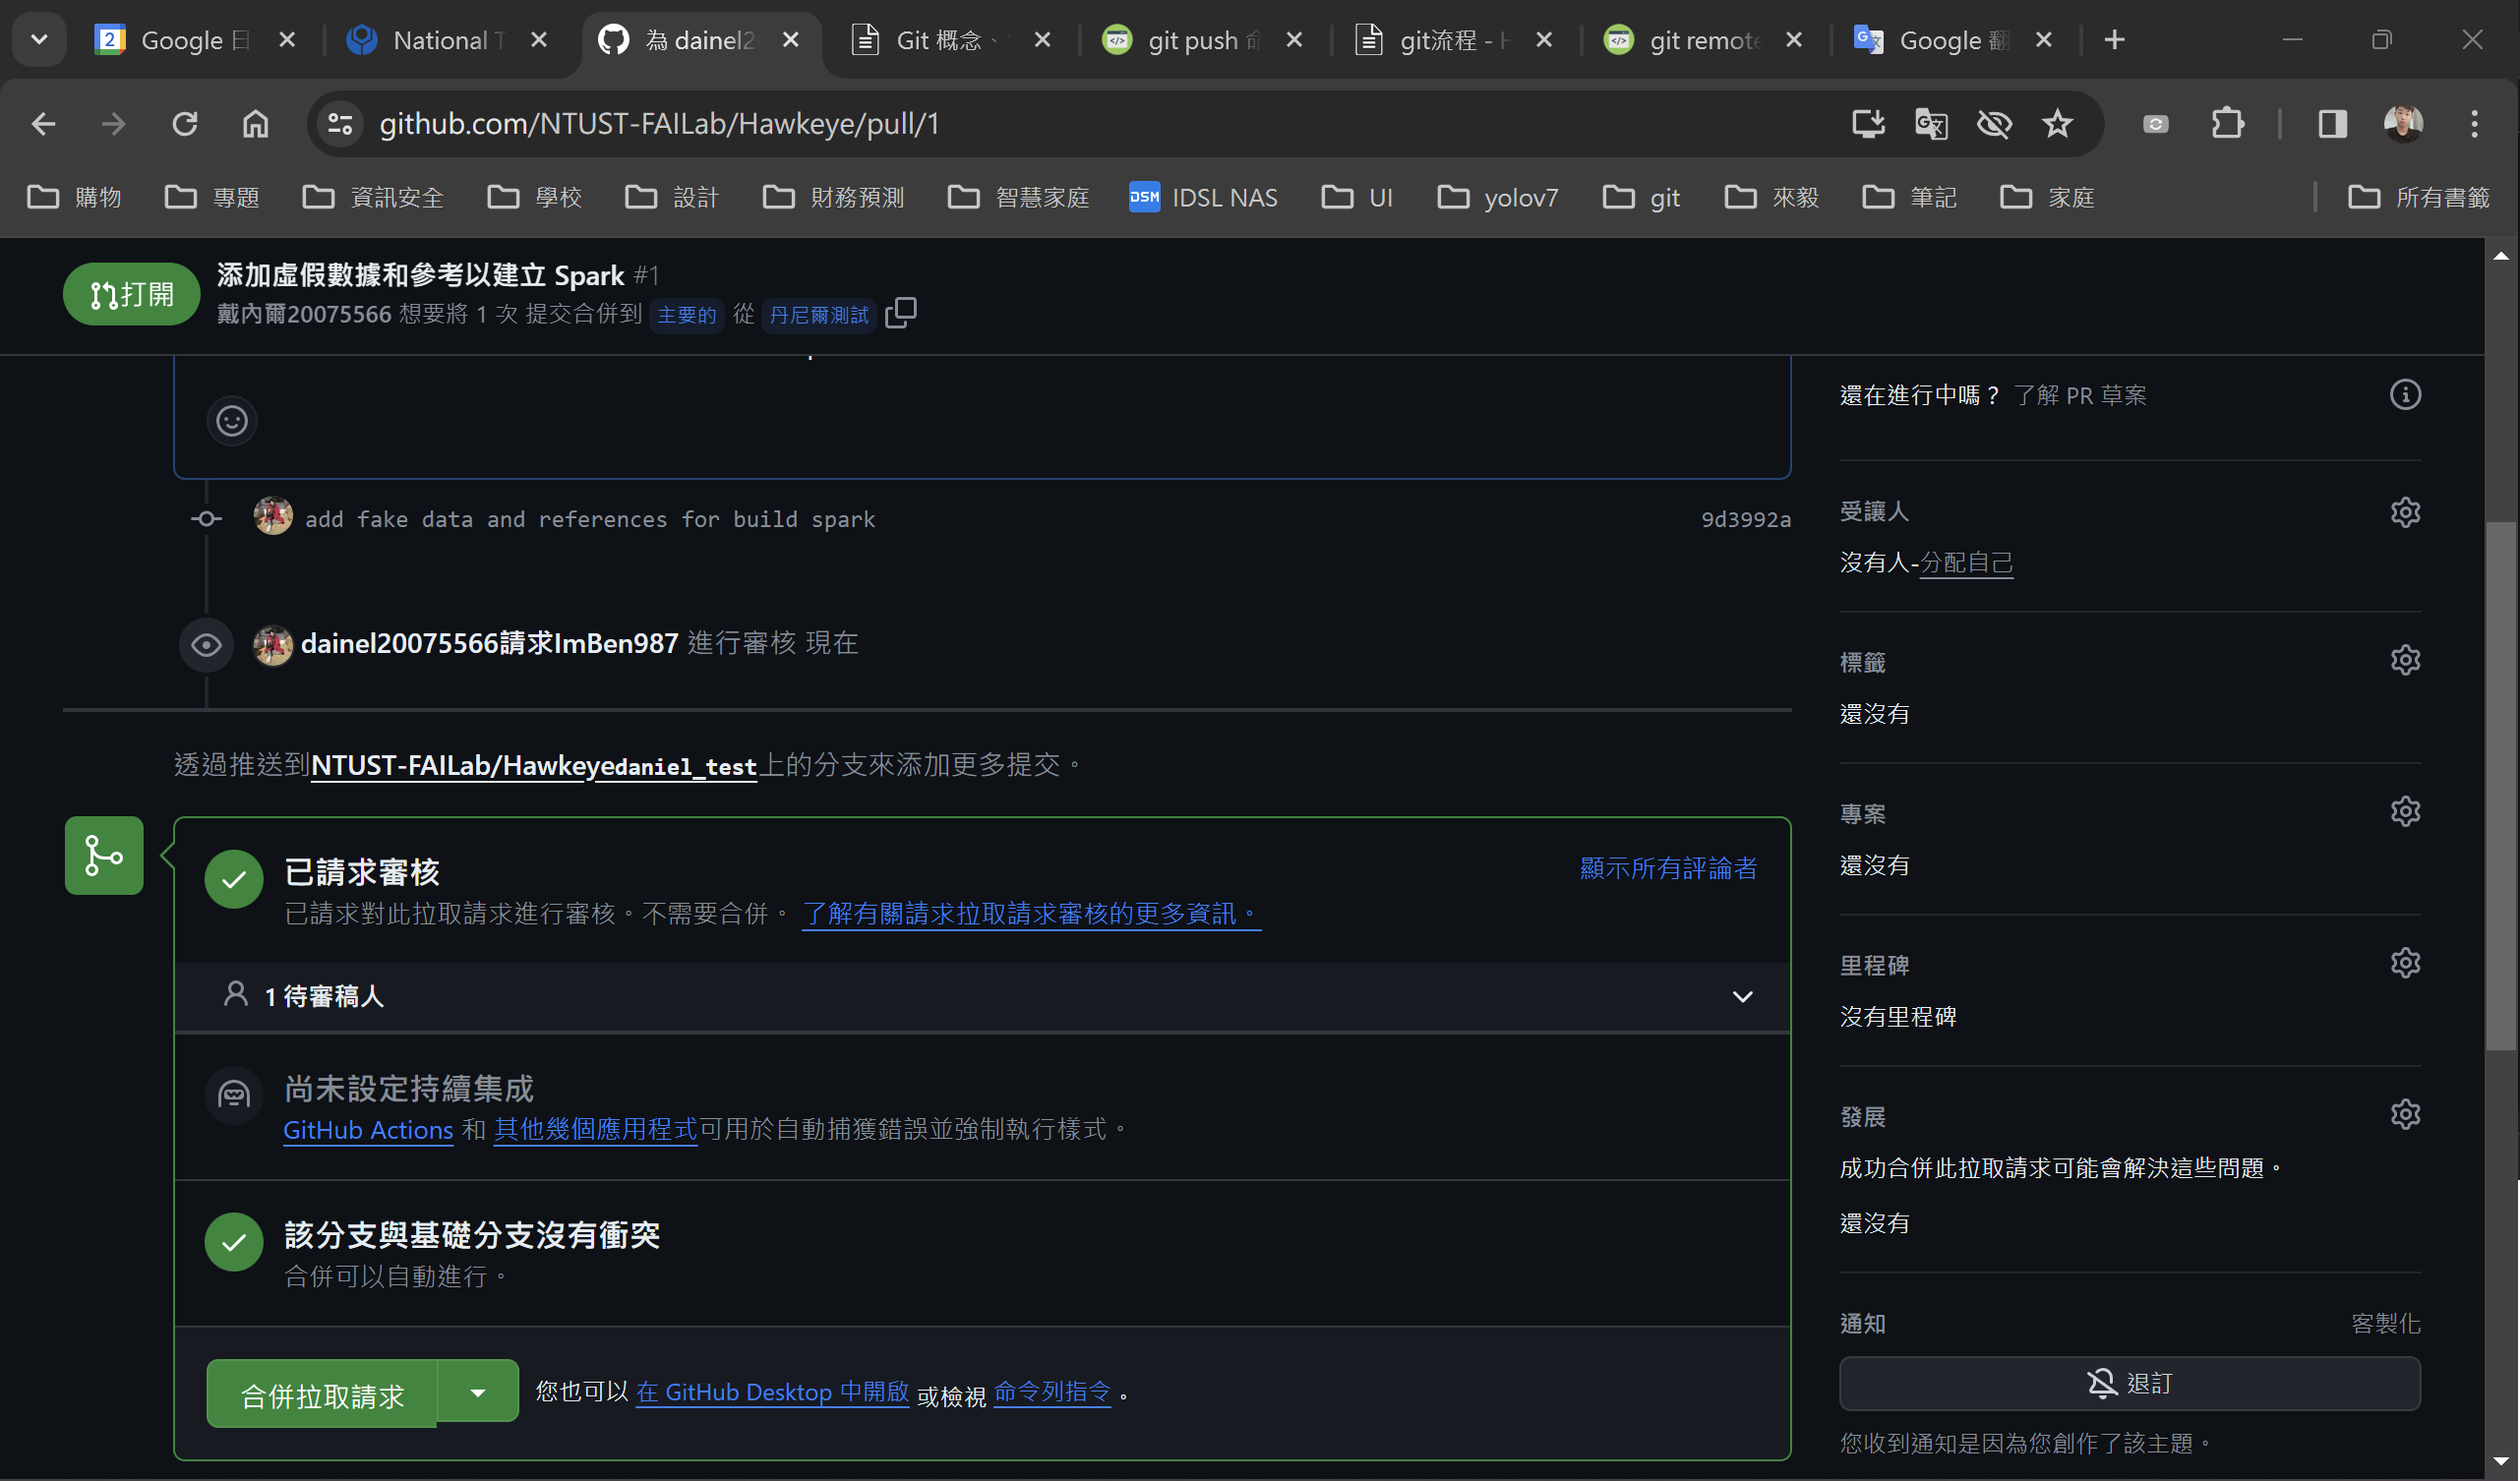 Google 日
National T
為 dainel2
Git 概念、
git push 命
git流程 - H
git remote
Google 翻
github.com/NTUST-FAILab/Hawkeye/pull/1
購物
專題
資訊安全
學校
設計
財務預測
智慧家庭
DSM IDSL NAS
UI
yolov7
git
來毅
筆記
家庭
所有書籤
打開
添加虛假數據和參考以建立 Spark #1
戴內爾20075566 想要將 1 次 提交合併到 主要的 從 丹尼爾測試
add fake data and references for build spark 9d3992a
dainel20075566請求ImBen987 進行審核 現在
透過推送到NTUST-FAILab/Hawkeyedaniel_test上的分支來添加更多提交。
已請求審核
顯示所有評論者
已請求對此拉取請求進行審核。不需要合併。 了解有關請求拉取請求審核的更多資訊。
1 待審稿人
尚未設定持續集成
GitHub Actions 和 其他幾個應用程式可用於自動捕獲錯誤並強制執行樣式。
該分支與基礎分支沒有衝突
合併可以自動進行。
合併拉取請求
您也可以 在 GitHub Desktop 中開啟 或檢視 命令列指令 。
還在進行中嗎？ 了解 PR 草案
受讓人
沒有人-分配自己
標籤
還沒有
專案
還沒有
里程碑
沒有里程碑
發展
成功合併此拉取請求可能會解決這些問題。
還沒有
通知 客製化
退訂
您收到通知是因為您創作了該主題。